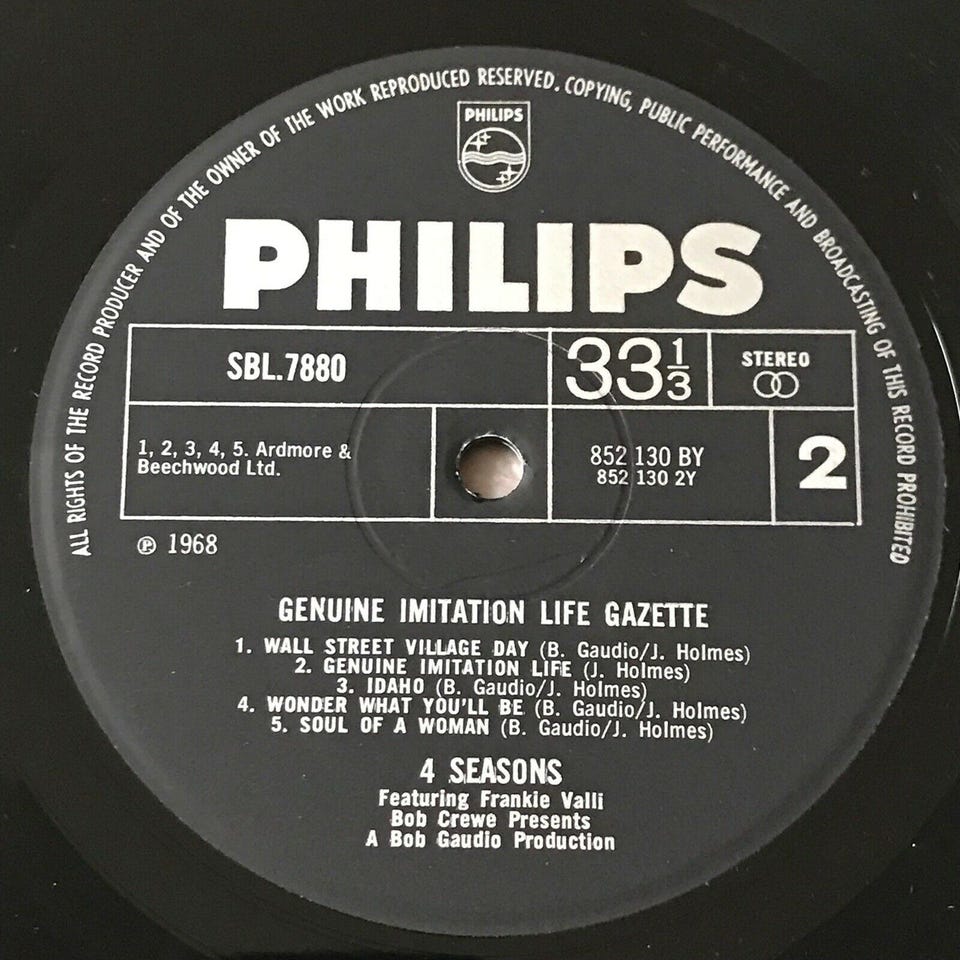 ALL RIGHTS OF THE RECORD PRODUCER AND OF THE OWNER OF THE WORK REPRODUCED RESERVED. COPYING, PUBLIC PERFORMANCE AND BROADCASTING OF THIS RECORD PROHIBITED
PHILIPS
PHILIPS
SBL.7880
33 1/3
STEREO
1, 2, 3, 4, 5. Ardmore &
Beechwood Ltd.
852 130 BY
852 130 2Y
2
℗ 1968
GENUINE IMITATION LIFE GAZETTE
1. WALL STREET VILLAGE DAY (B. Gaudio/J. Holmes)
2. GENUINE IMITATION LIFE (J. Holmes)
3. IDAHO (B. Gaudio/J. Holmes)
4. WONDER WHAT YOU'LL BE (B. Gaudio/J. Holmes)
5. SOUL OF A WOMAN (B. Gaudio/J. Holmes)
4 SEASONS
Featuring Frankie Valli
Bob Crewe Presents
A Bob Gaudio Production